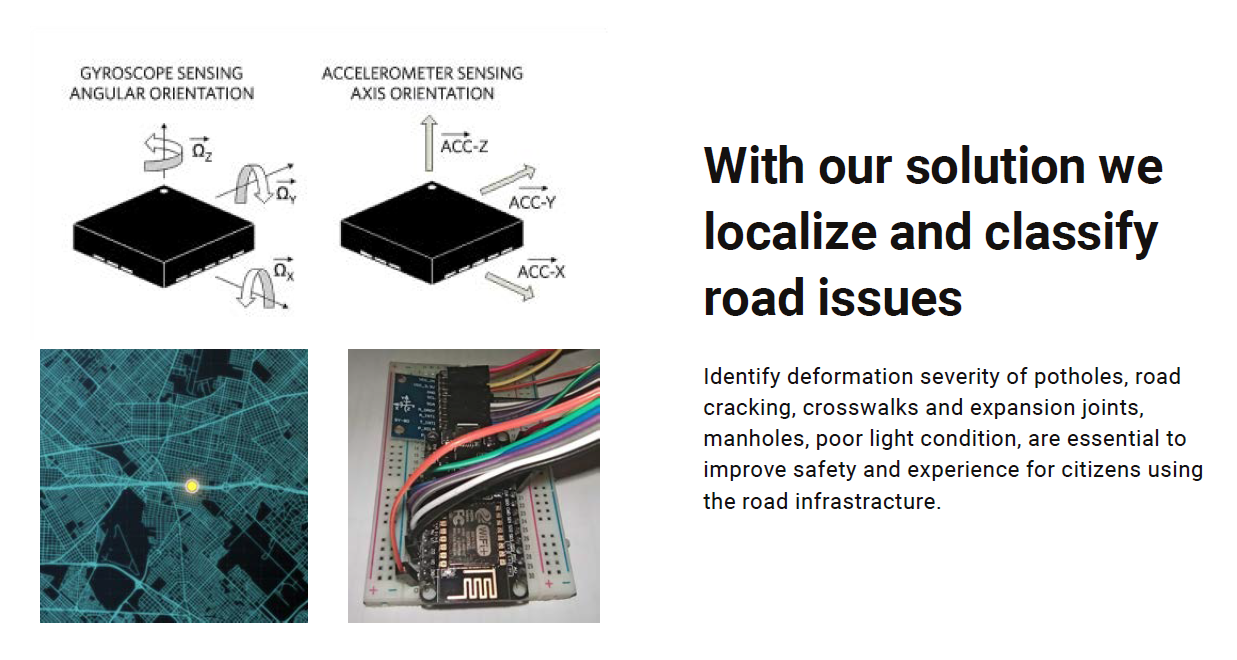 GYROSCOPE SENSING
ANGULAR ORIENTATION
ACCELEROMETER SENSING
AXIS ORIENTATION
ΩZ
ΩY
ΩX
ACC-Z
ACC-Y
ACC-X
WiFi+
With our solution we
localize and classify
road issues
Identify deformation severity of potholes, road
cracking, crosswalks and expansion joints,
manholes, poor light condition, are essential to
improve safety and experience for citizens using
the road infrastracture.